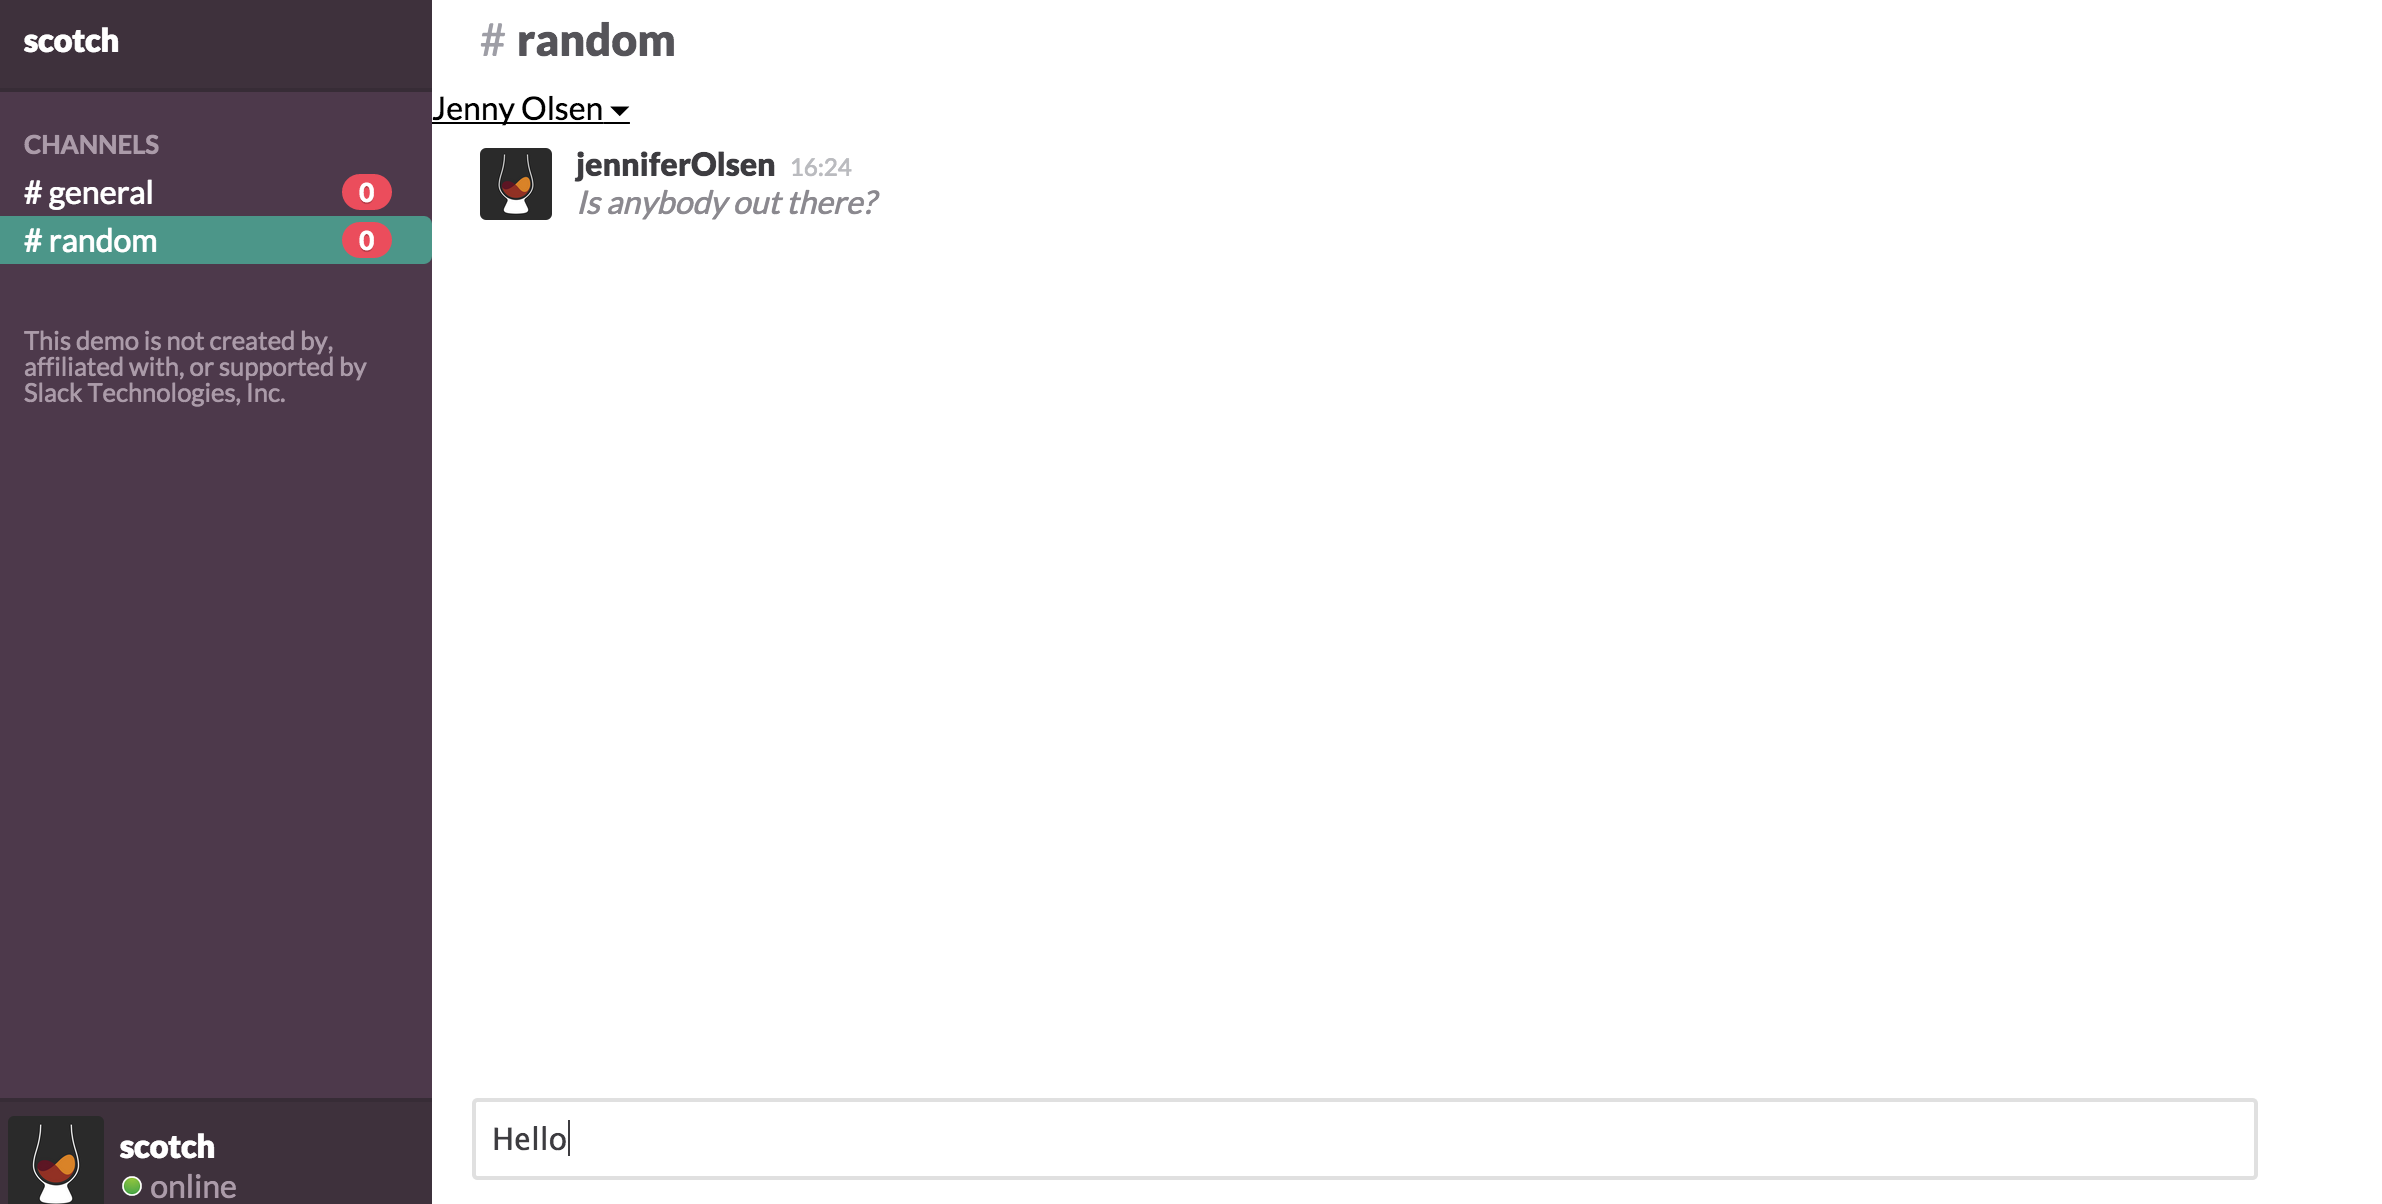 scotch
CHANNELS
# general 0
# random 0
This demo is not created by,
affiliated with, or supported by
Slack Technologies, Inc.
scotch
online
# random
Jenny Olsen
jenniferOlsen 16:24
Is anybody out there?
Hello